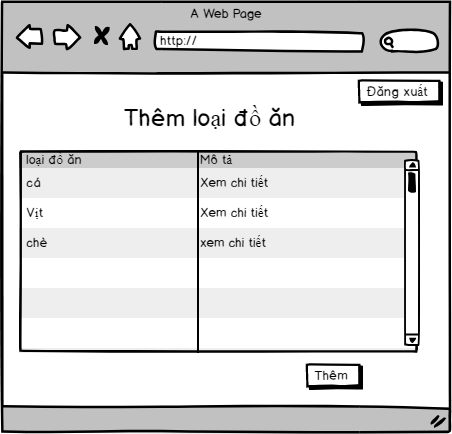 A Web Page
http://
Đăng xuất
Thêm loại đồ ăn
loại đồ ăn Mô tả
cá Xem chi tiết
Vịt Xem chi tiết
chè xem chi tiết
Thêm